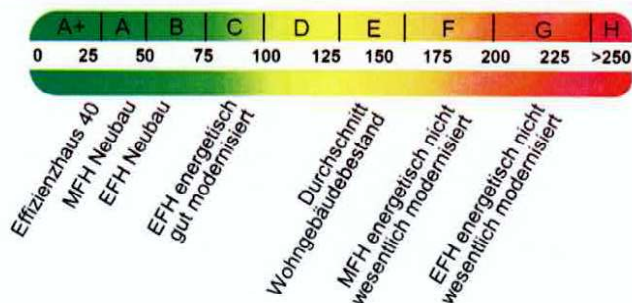 A+ A B C D E F G H
0 25 50 75 100 125 150 175 200 225 >250
Effizienzhaus 40
MFH Neubau
EFH Neubau
EFH energetisch
gut modernisiert
Durchschnitt
Wohngebäudebestand
MFH energetisch nicht
wesentlich modernisiert
EFH energetisch nicht
wesentlich modernisiert